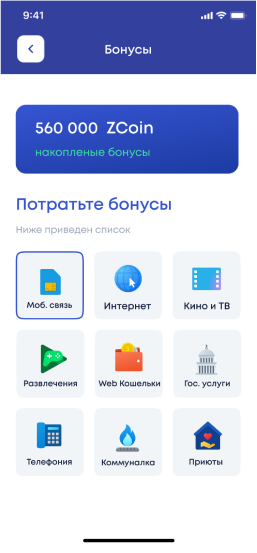 9:41
Бонусы
560 000 ZCoin
накопленые бонусы
Потратьте бонусы
Ниже приведен список
Моб. связь
Интернет
Кино и ТВ
Развлечения
Web Кошельки
Гос. услуги
Телефония
Коммуналка
Приюты